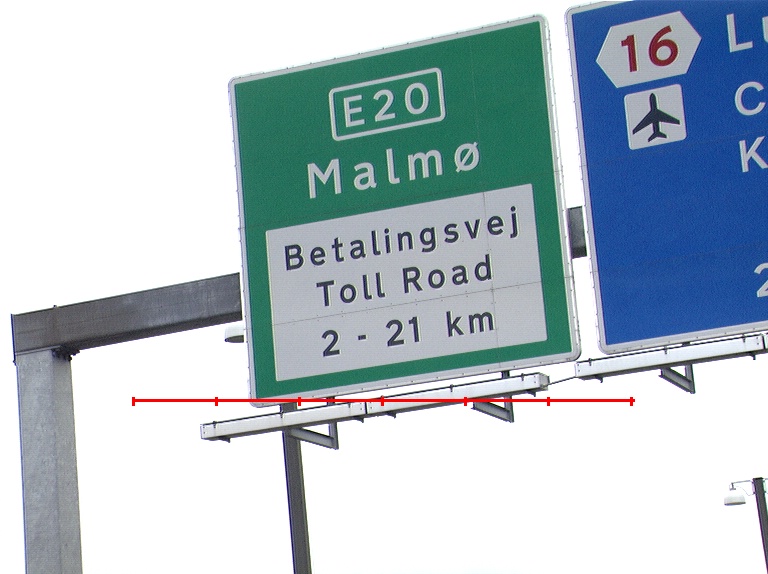 E20
Malmø
Betalingsvej
Toll Road
2 - 21 km
16